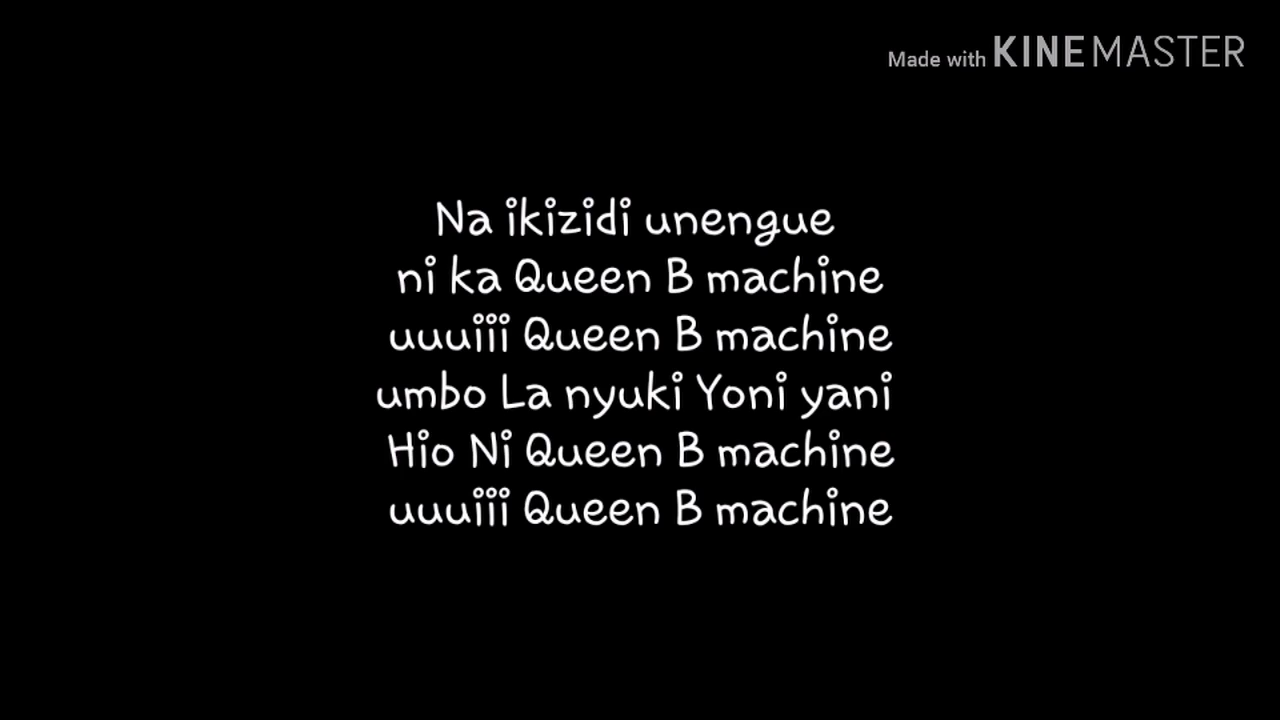 Made with KINEMASTER
Na ikizidi unengue
ni ka Queen B machine
uuuiii Queen B machine
umbo La nyuki Yoni yani
Hio Ni Queen B machine
uuuiii Queen B machine